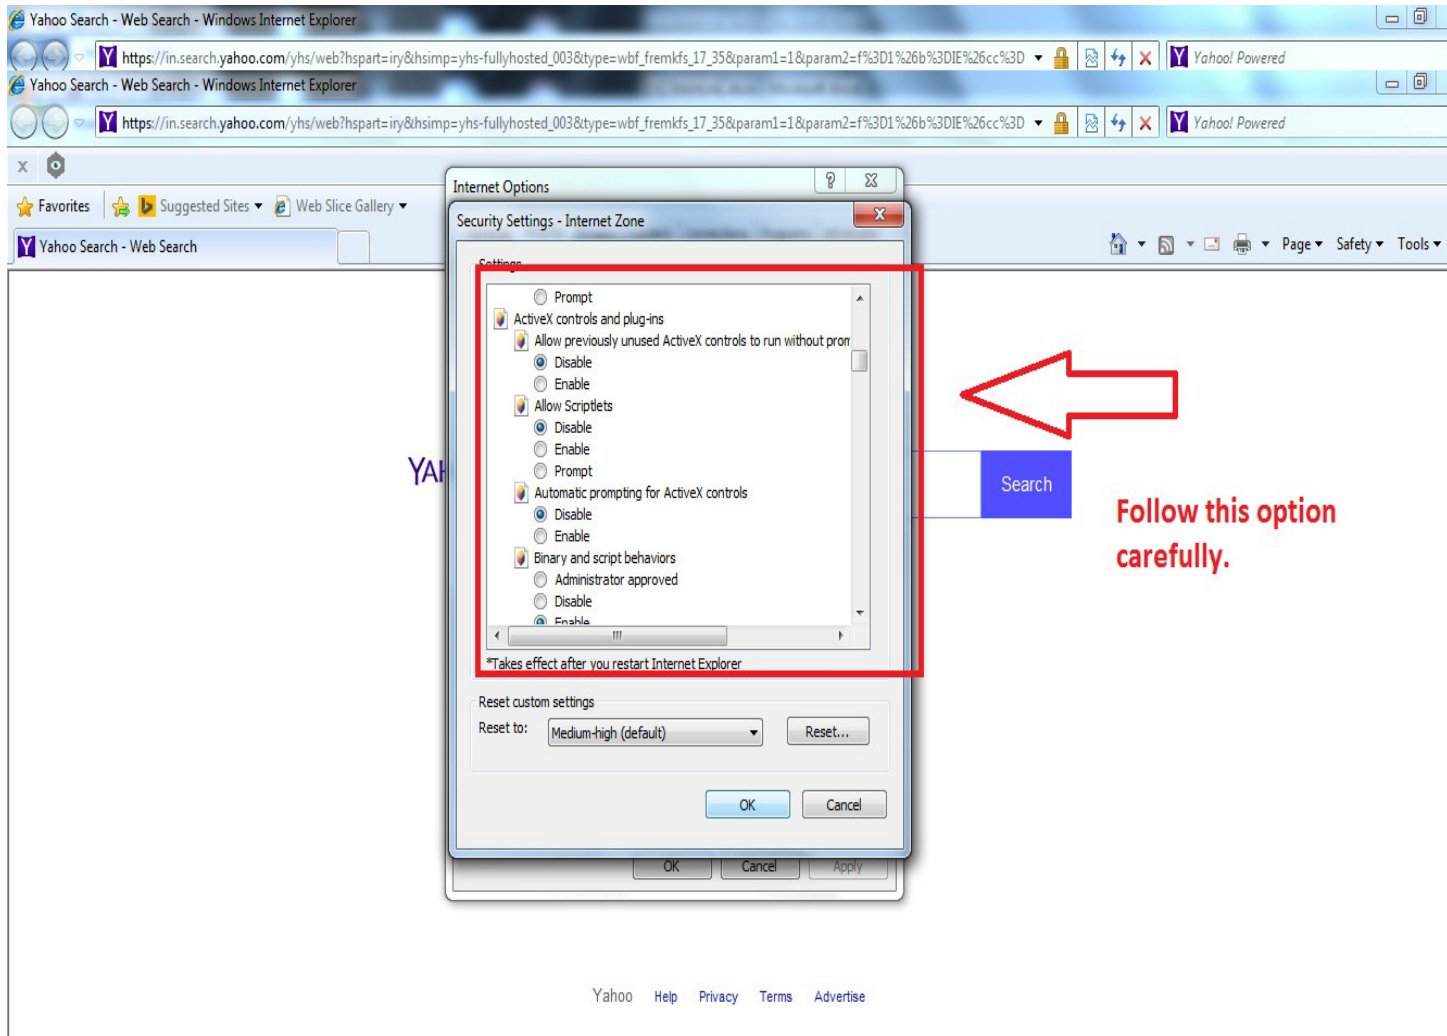 Yahoo Search - Web Search - Windows Internet Explorer
https://in.search.yahoo.com/yhs/web?hspart=iry&hsimp=yhs-fullyhosted_003&type=wbf_fremkfs_17_35&param1=1&param2=f%3D1%26b%3DIE%26cc%3D
Yahoo! Powered
Yahoo Search - Web Search - Windows Internet Explorer
https://in.search.yahoo.com/yhs/web?hspart=iry&hsimp=yhs-fullyhosted_003&type=wbf_fremkfs_17_35&param1=1&param2=f%3D1%26b%3DIE%26cc%3D
Yahoo! Powered
x
Favorites
Suggested Sites
Web Slice Gallery
Yahoo Search - Web Search
Page
Safety
Tools
Internet Options
Security Settings - Internet Zone
Settings
Prompt
ActiveX controls and plug-ins
Allow previously unused ActiveX controls to run without prom
Disable
Enable
Allow Scriptlets
Disable
Enable
Prompt
Automatic prompting for ActiveX controls
Disable
Enable
Binary and script behaviors
Administrator approved
Disable
Enable
*Takes effect after you restart Internet Explorer
Reset custom settings
Reset to:
Medium-high (default)
Reset...
OK
Cancel
OK
Cancel
Apply
YAH
Search
Follow this option
carefully.
Yahoo
Help
Privacy
Terms
Advertise